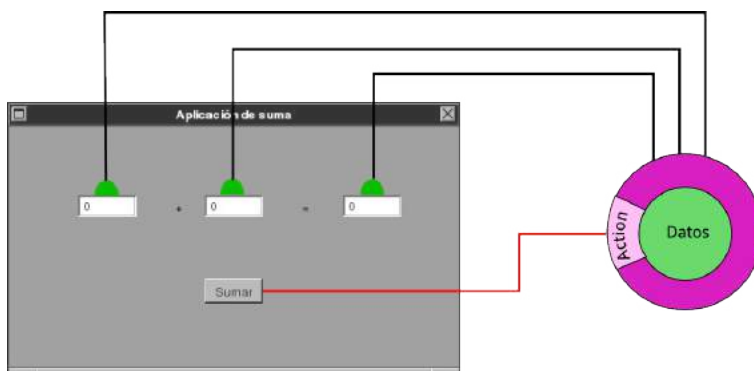 Aplicación de suma
0 + 0 = 0
Sumar
Action
Datos